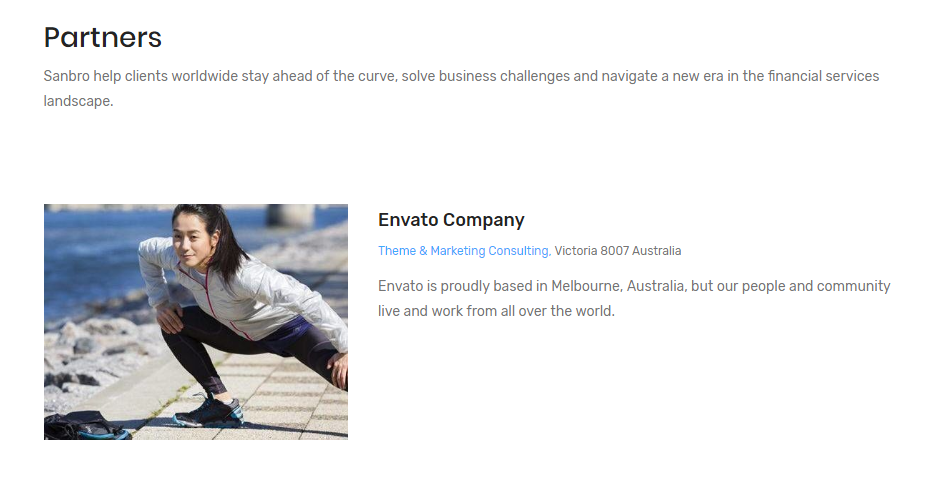 Partners
Sanbro help clients worldwide stay ahead of the curve, solve business challenges and navigate a new era in the financial services
landscape.
Envato Company
Theme & Marketing Consulting, Victoria 8007 Australia
Envato is proudly based in Melbourne, Australia, but our people and community
live and work from all over the world.